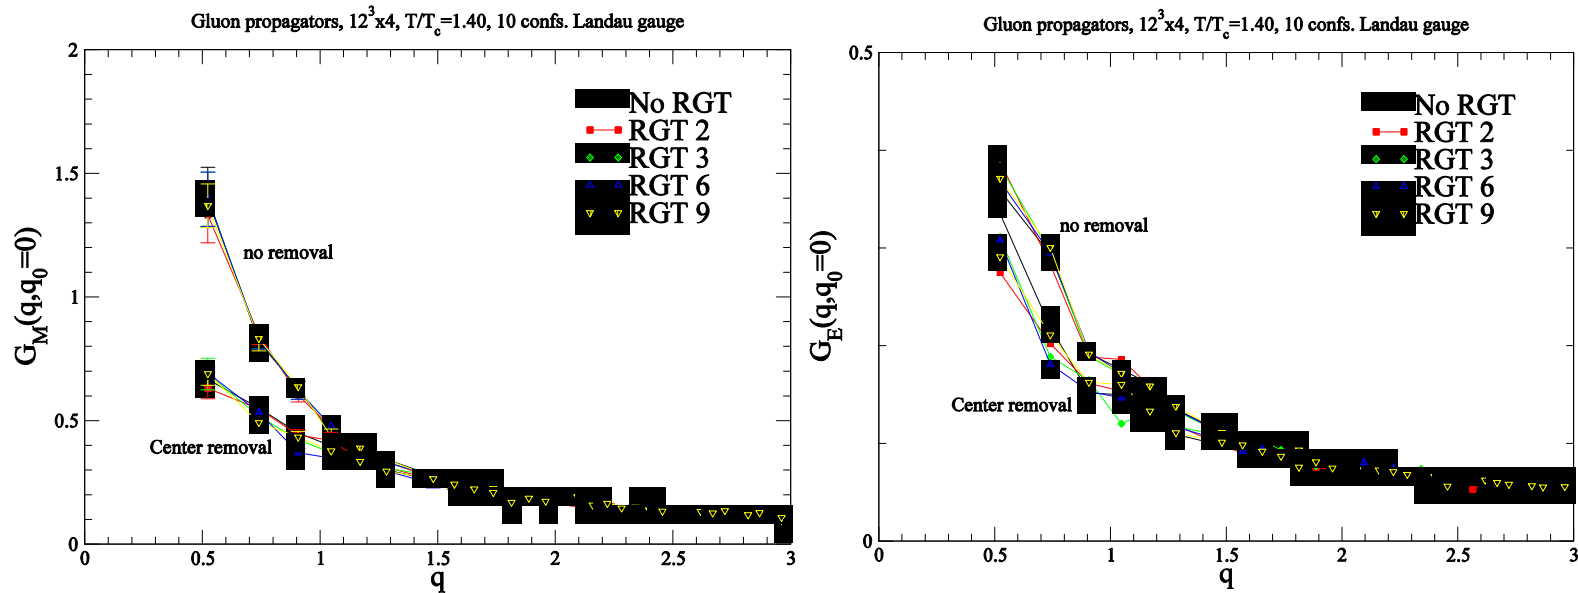 Gluon propagators, 12^3x4, T/T_c=1.40, 10 confs. Landau gauge
2
1.5
1
0.5
0
G_M(q,q_0=0)
No RGT
RGT 2
RGT 3
RGT 6
RGT 9
no removal
Center removal
0 0.5 1 1.5 2 2.5 3
q
Gluon propagators, 12^3x4, T/T_c=1.40, 10 confs. Landau gauge
0.5
0
G_E(q,q_0=0)
No RGT
RGT 2
RGT 3
RGT 6
RGT 9
no removal
Center removal
0 0.5 1 1.5 2 2.5 3
q